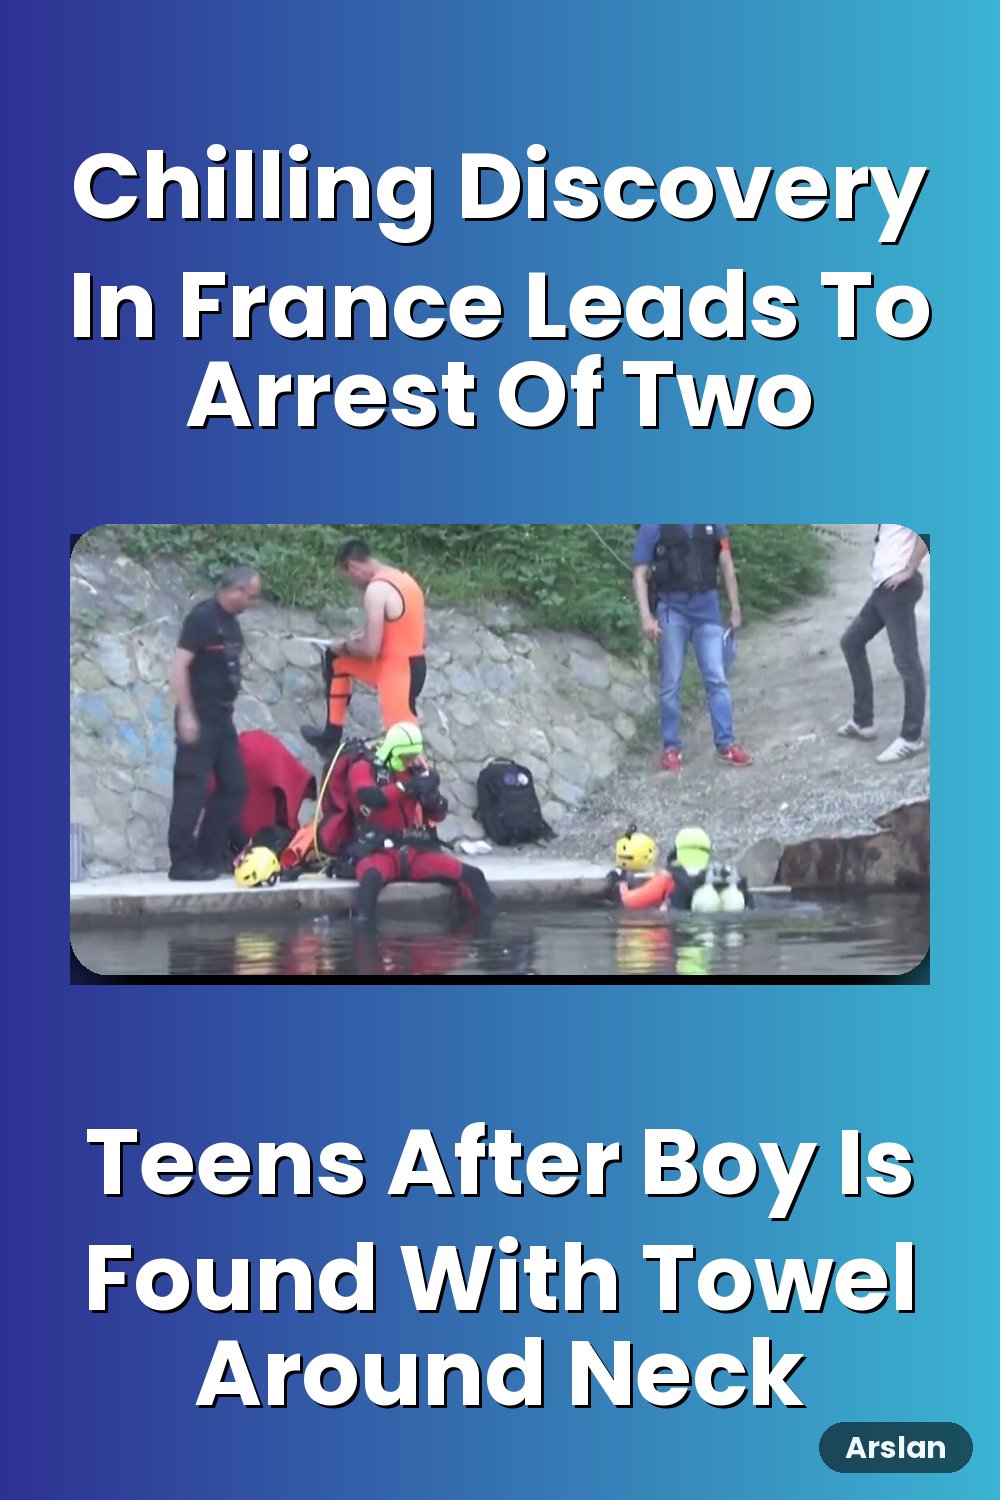 Chilling Discovery
In France Leads To
Arrest Of Two
Teens After Boy Is
Found With Towel
Around Neck
Arslan